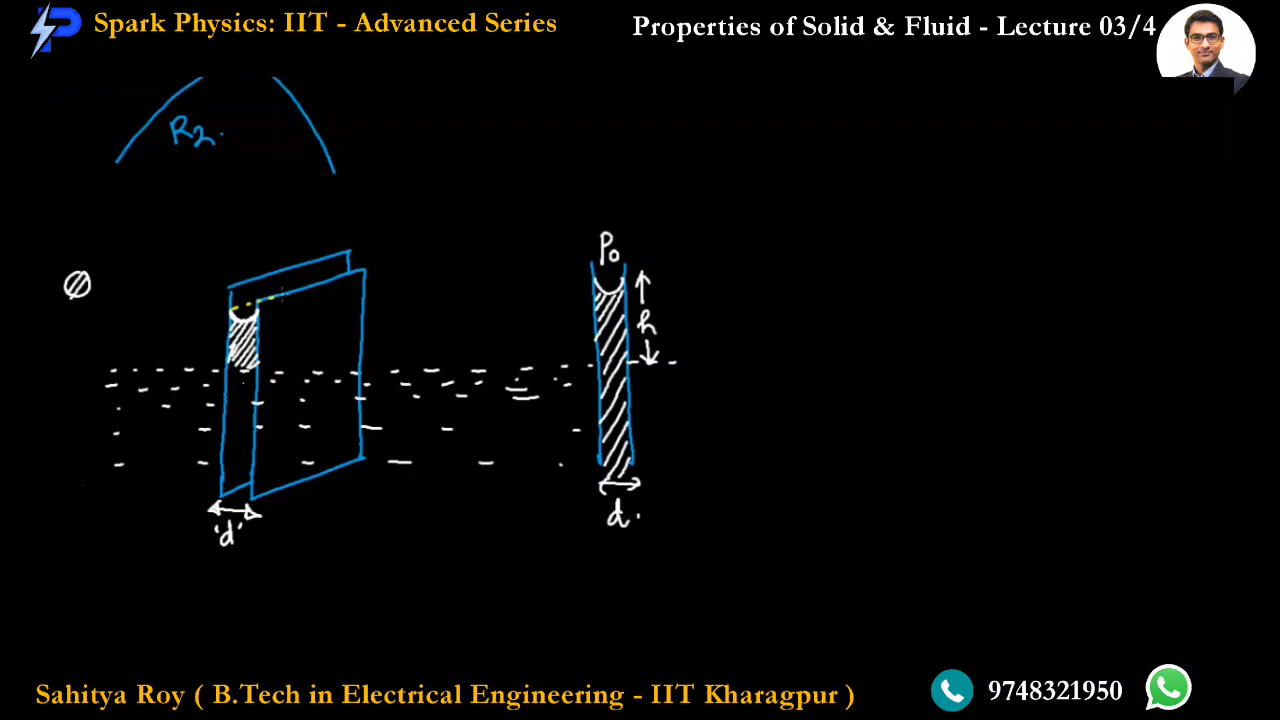 Spark Physics: IIT - Advanced Series
Properties of Solid & Fluid - Lecture 03/4
R2.
P0
h
'd'
d.
Sahitya Roy ( B.Tech in Electrical Engineering - IIT Kharagpur )
9748321950